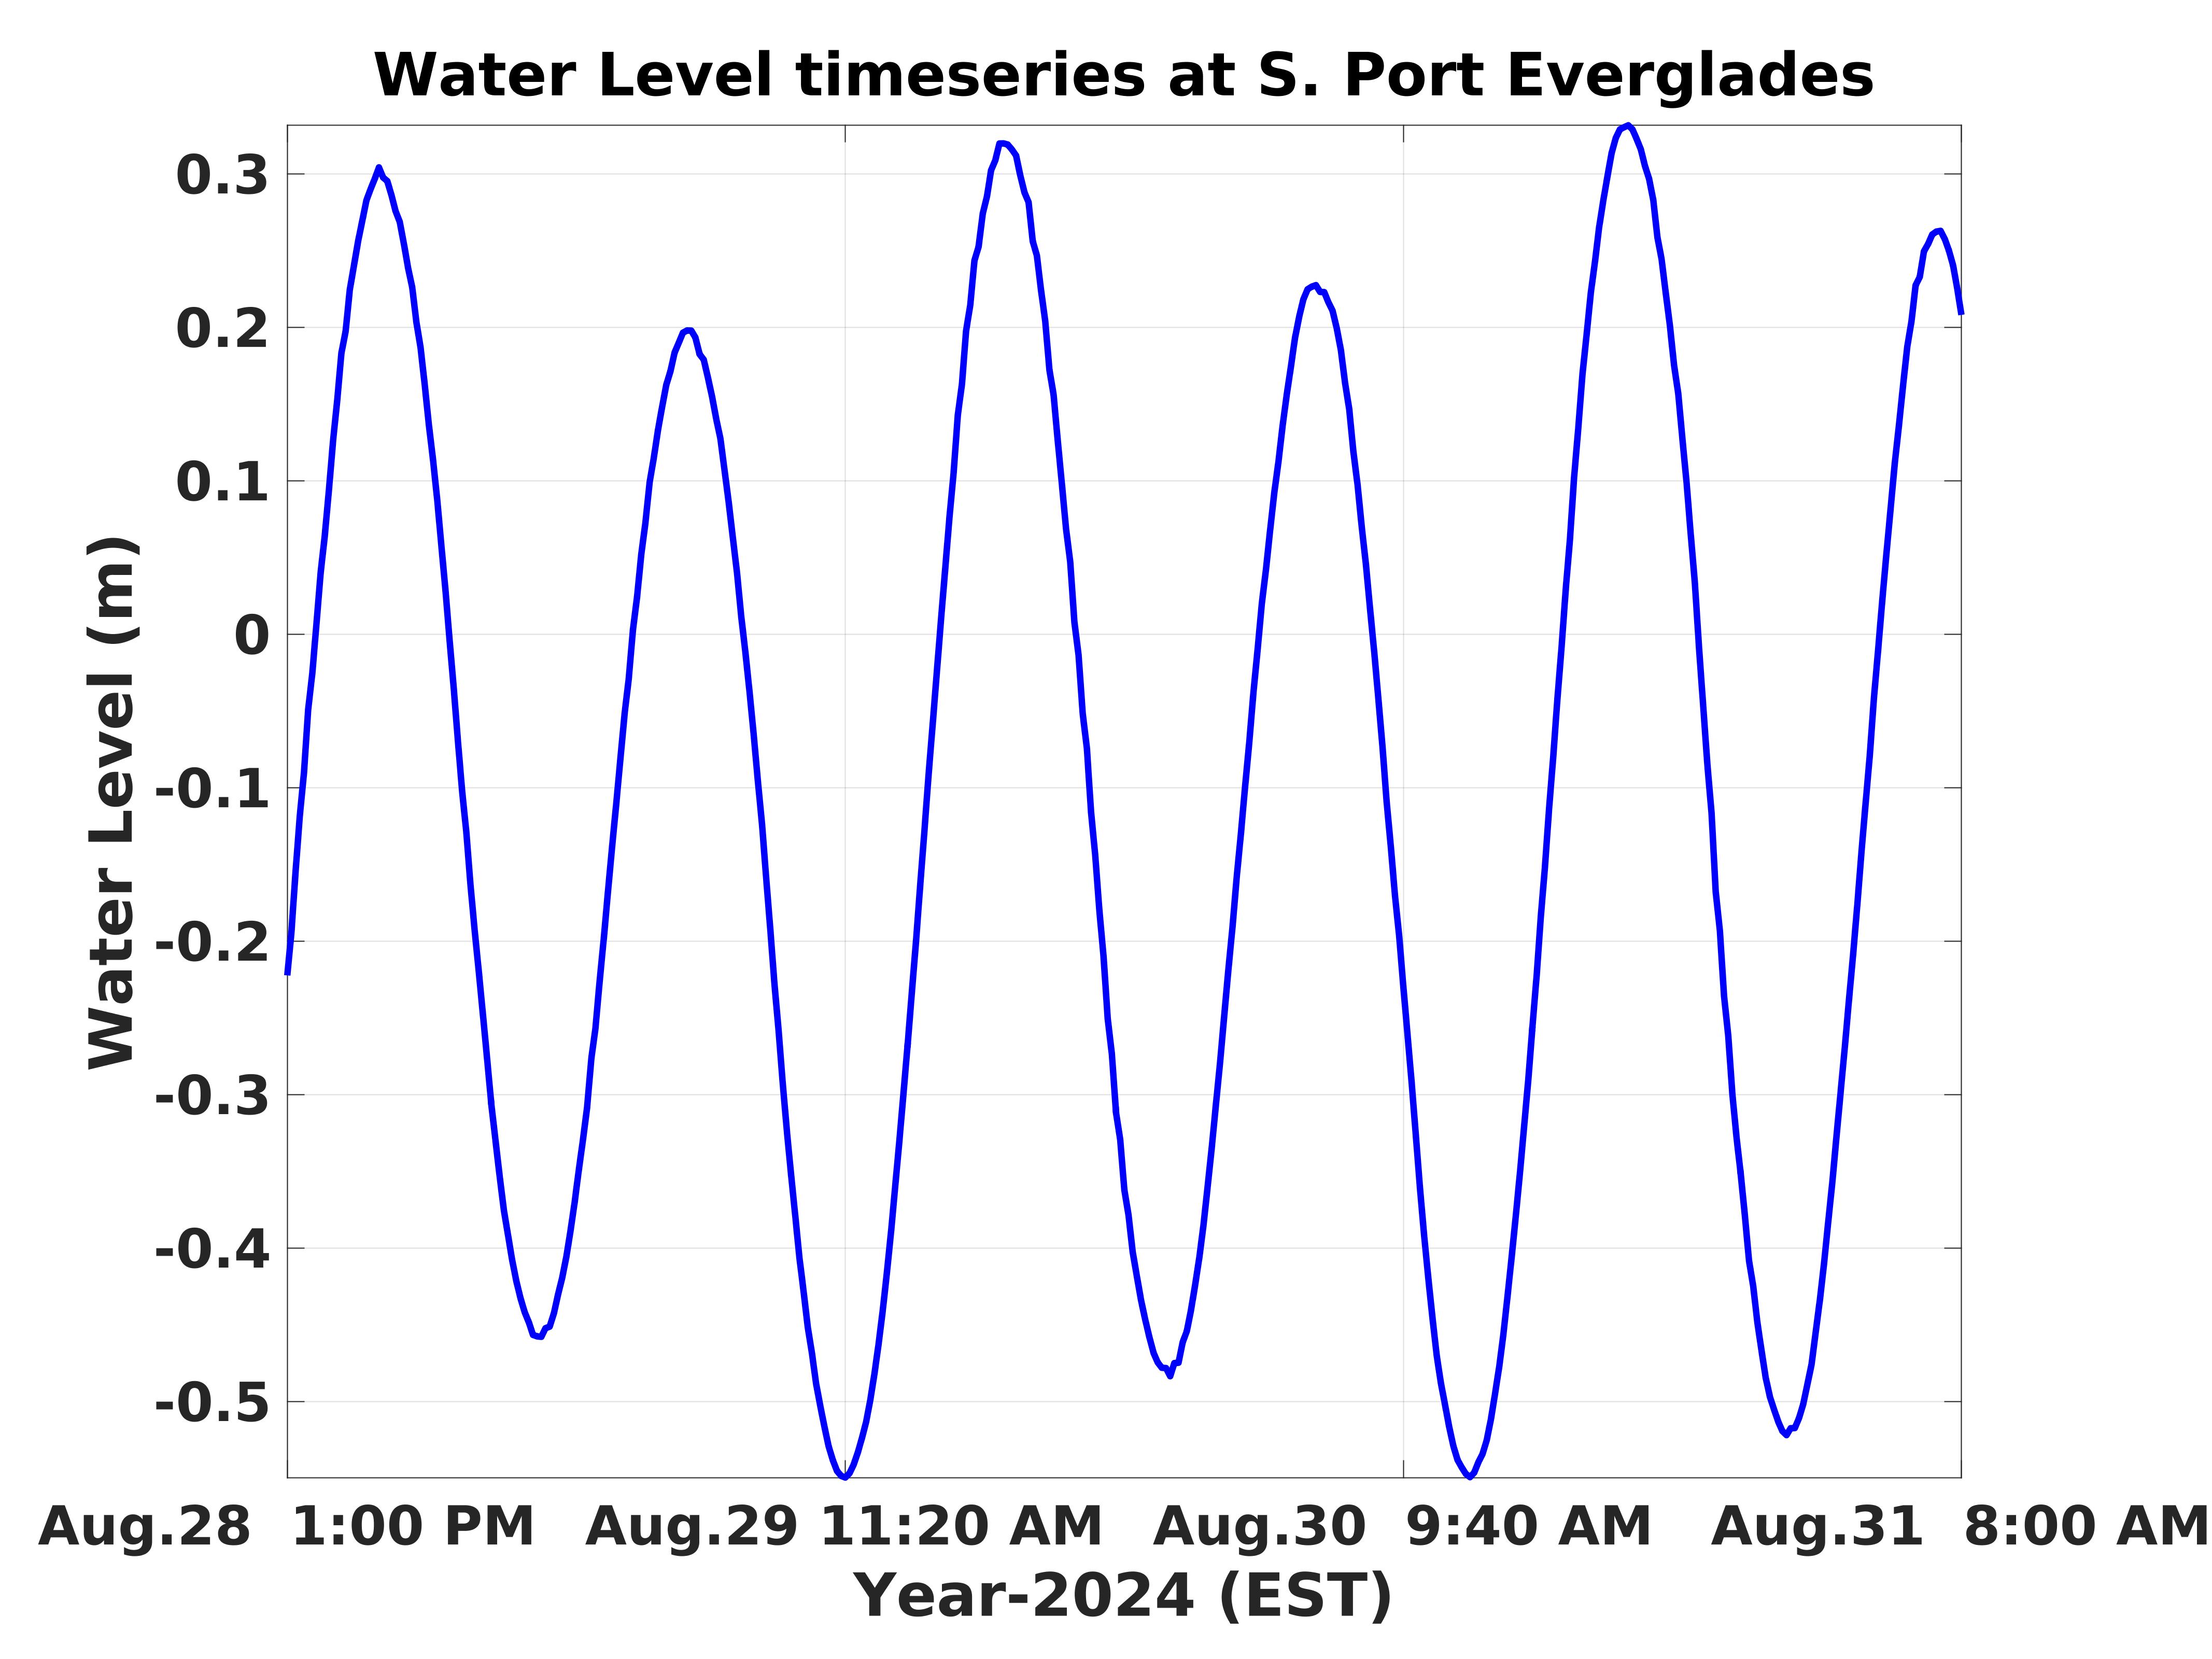 Water Level timeseries at S. Port Everglades
0.3
0.2
0.1
0
-0.1
-0.2
-0.3
-0.4
-0.5
Water Level (m)
Aug.28 1:00 PM Aug.29 11:20 AM Aug.30 9:40 AM Aug.31 8:00 AM
Year-2024 (EST)